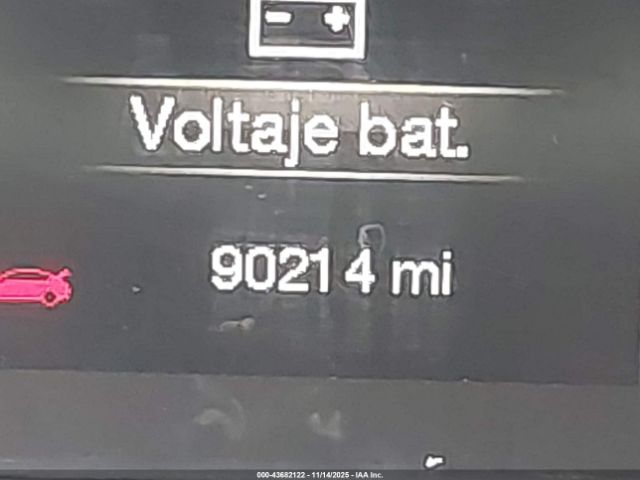 - +
Voltaje bat.
90214 mi
000-43682122 - 11/14/2025 - IAA Inc.